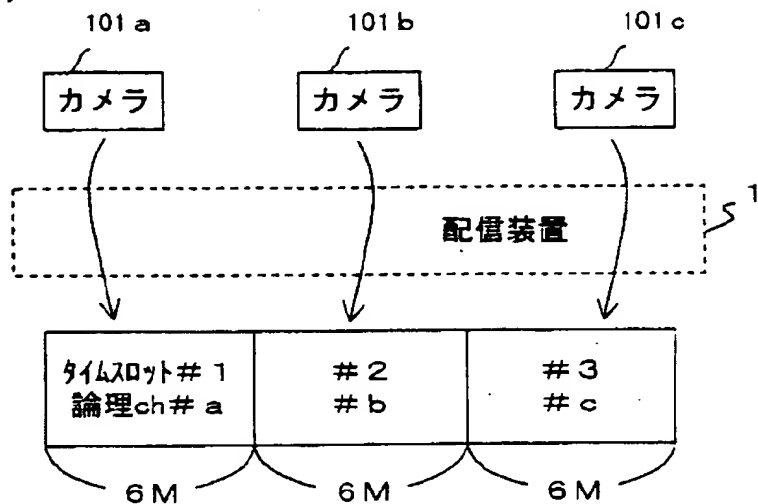 101a 101b 101c
カメラ カメラ カメラ
配信装置 1
タイムスロット#1 #2 #3
論理ch#a #b #c
6M 6M 6M